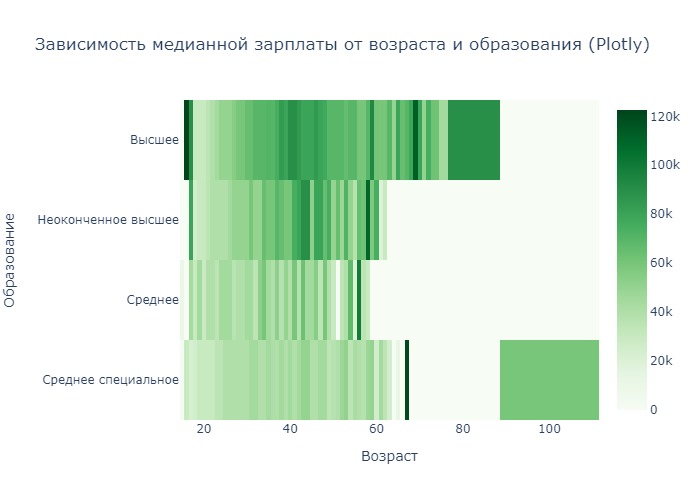 Зависимость медианной зарплаты от возраста и образования (Plotly)
Высшее
Неоконченное высшее
Среднее
Среднее специальное
Образование
20 40 60 80 100
Возраст
120k
100k
80k
60k
40k
20k
0